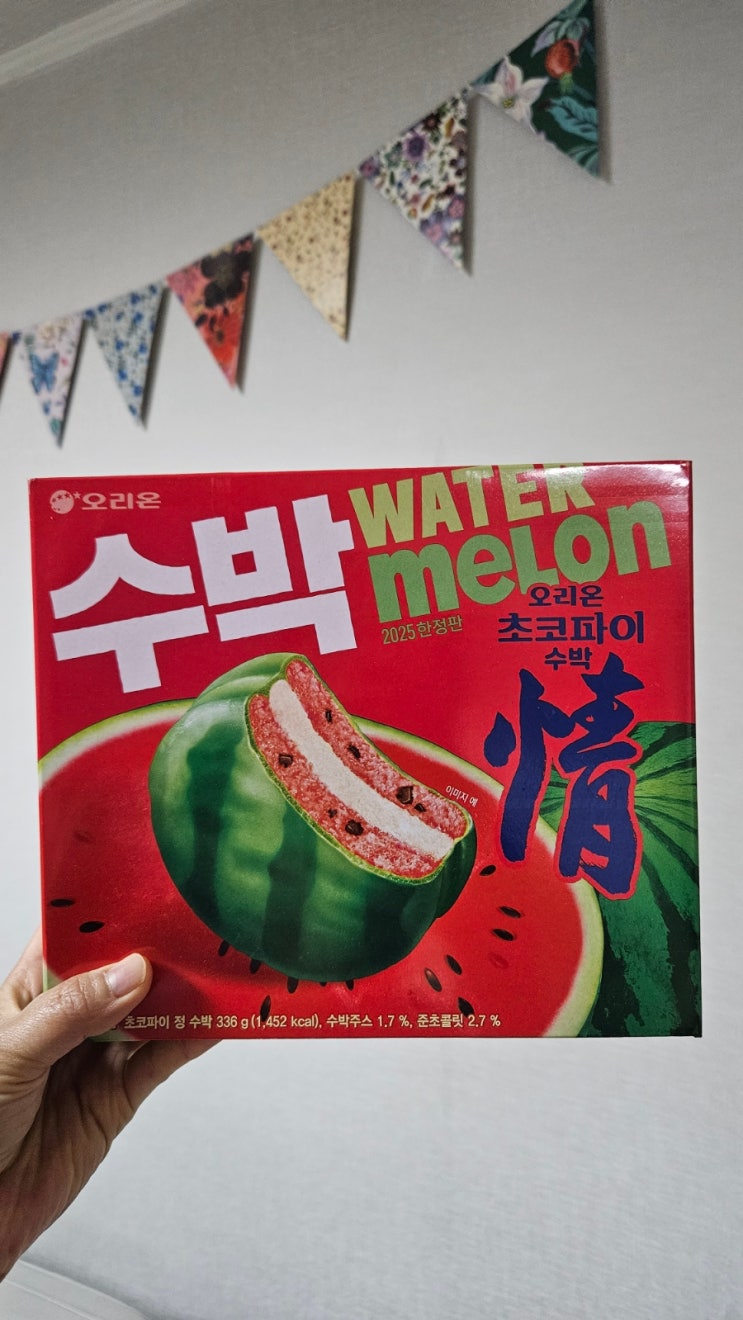 오리온
수박
WATER
melon
2025 한정판
오리온
초코파이
수박
情
이미지 예
초코파이 정 수박 336 g (1,452 kcal), 수박주스 1.7 %, 준초콜릿 2.7 %